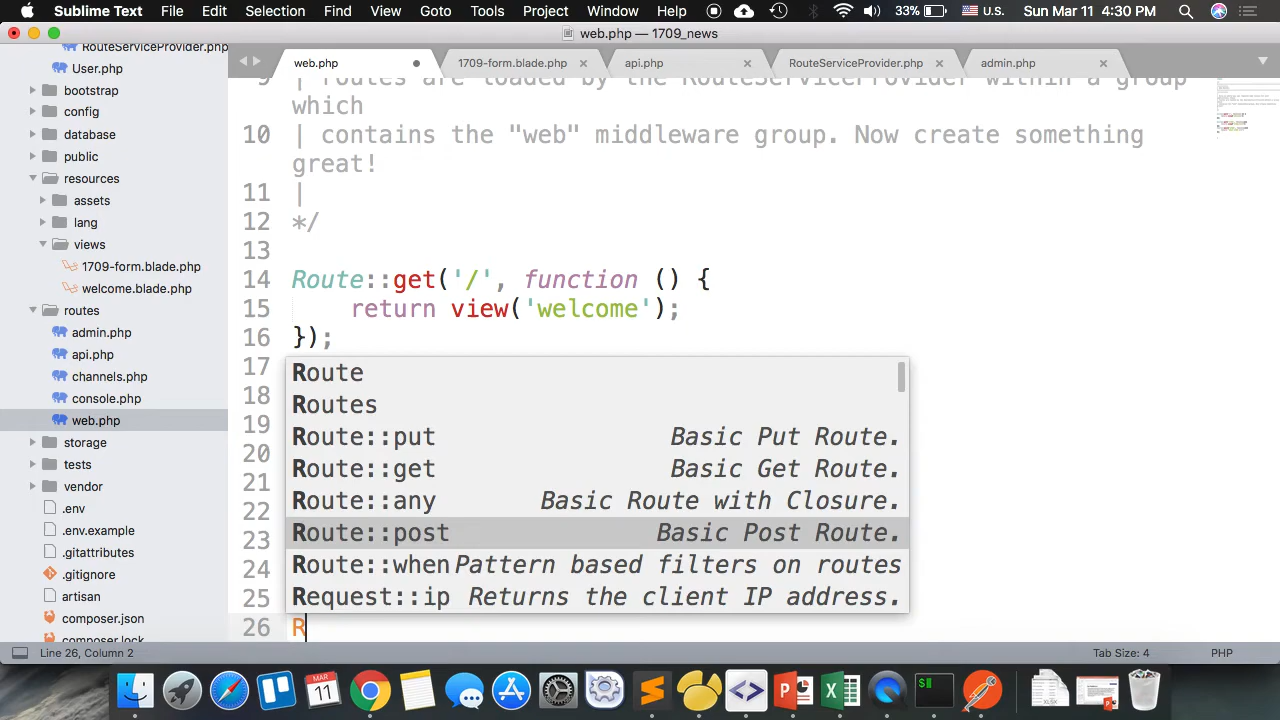 Sublime Text File Edit Selection Find View Goto Tools Project Window Help 33% U.S. Sun Mar 11 4:30 PM
web.php — 1709_news
RouteServiceProvider.php
User.php
bootstrap
config
database
public
resources
assets
lang
views
1709-form.blade.php
welcome.blade.php
routes
admin.php
api.php
channels.php
console.php
web.php
storage
tests
vendor
.env
.env.example
.gitattributes
.gitignore
artisan
composer.json
composer.lock
web.php 1709-form.blade.php api.php RouteServiceProvider.php admin.php
9 | routes are loaded by the RouteServiceProvider within a group
which
10 | contains the "web" middleware group. Now create something
great!
11 |
12 */
13
14 Route::get('/', function () {
15 return view('welcome');
16 });
17
18
19
20
21
22
23
24
25
26 R
Route
Routes
Route::put Basic Put Route.
Route::get Basic Get Route.
Route::any Basic Route with Closure.
Route::post Basic Post Route.
Route::when Pattern based filters on routes
Request::ip Returns the client IP address.
Line 26, Column 2 Tab Size: 4 PHP
MAR
11
$
XLSX